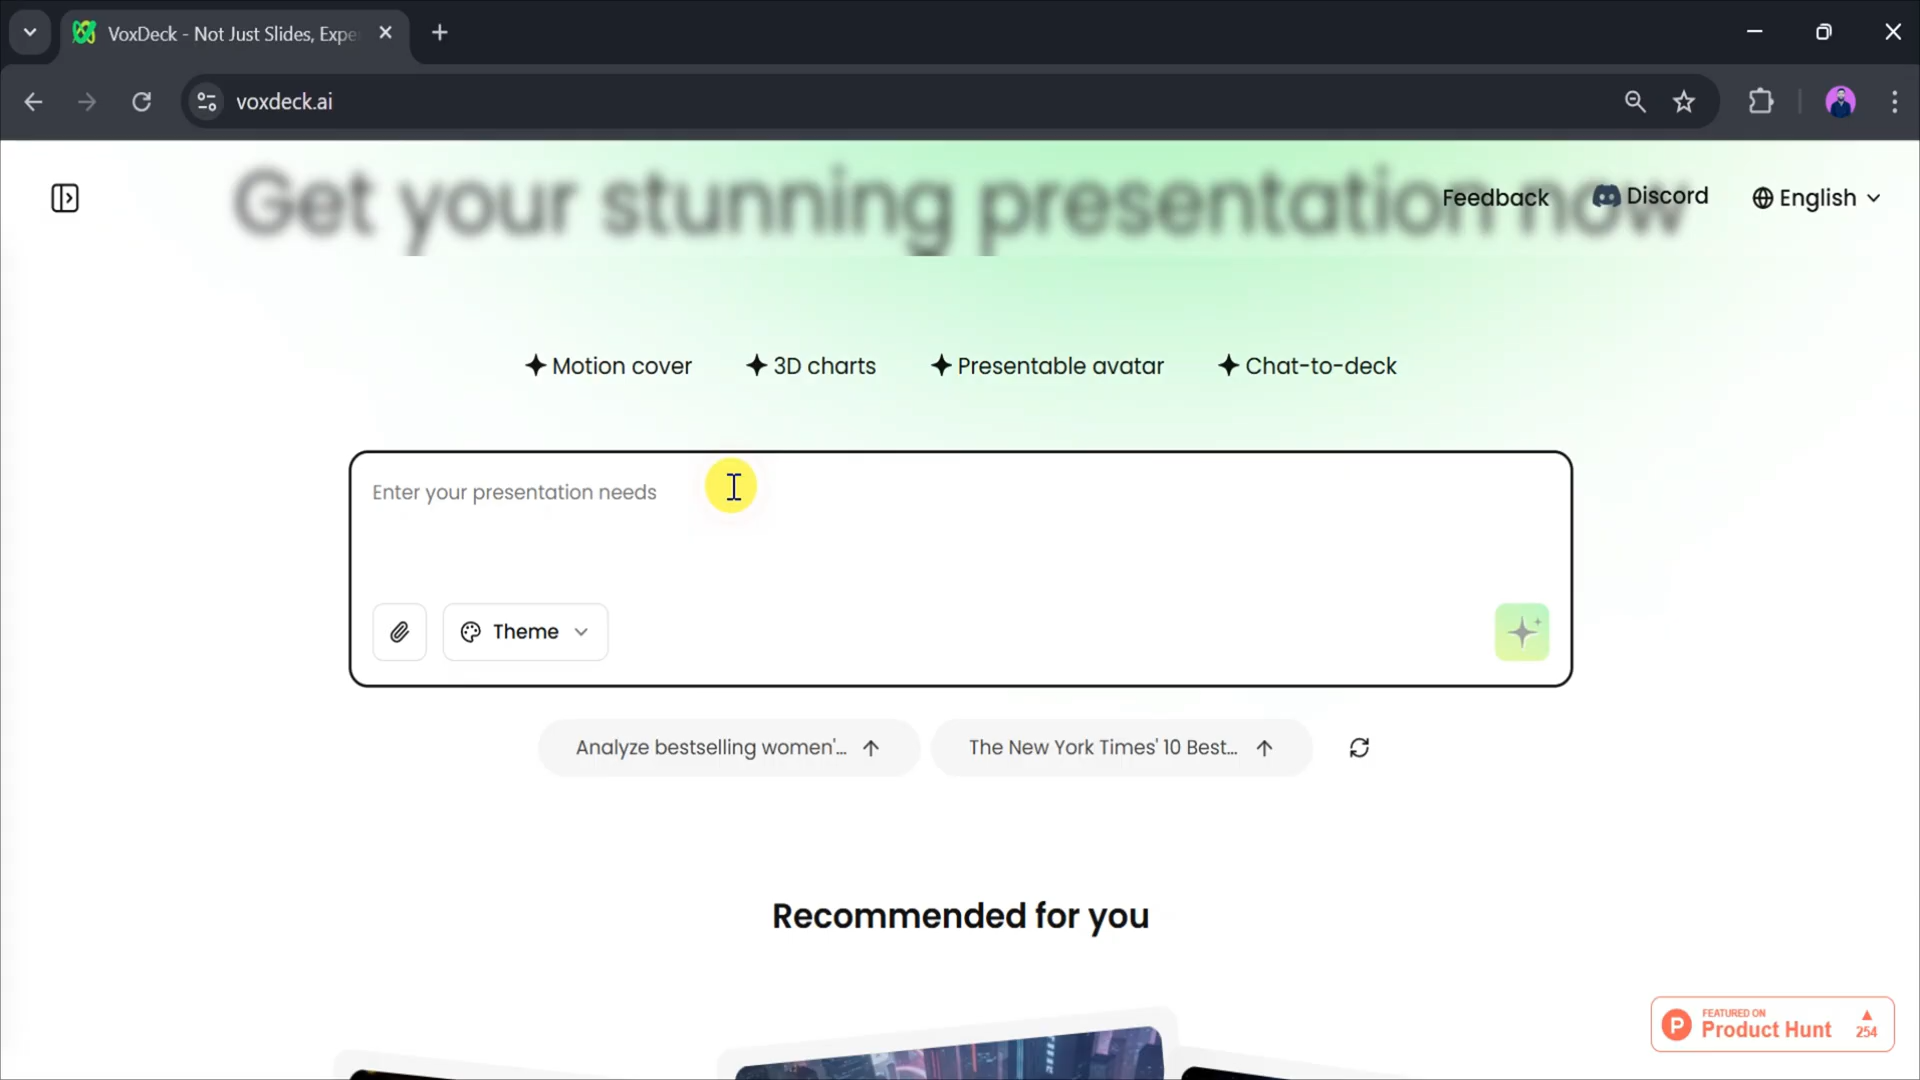 VoxDeck - Not Just Slides, Expe
voxdeck.ai
Get your stunning presentation now
Feedback
Discord
English
Motion cover
3D charts
Presentable avatar
Chat-to-deck
Enter your presentation needs
Theme
Analyze bestselling women'...
The New York Times' 10 Best...
Recommended for you
FEATURED ON
Product Hunt
254